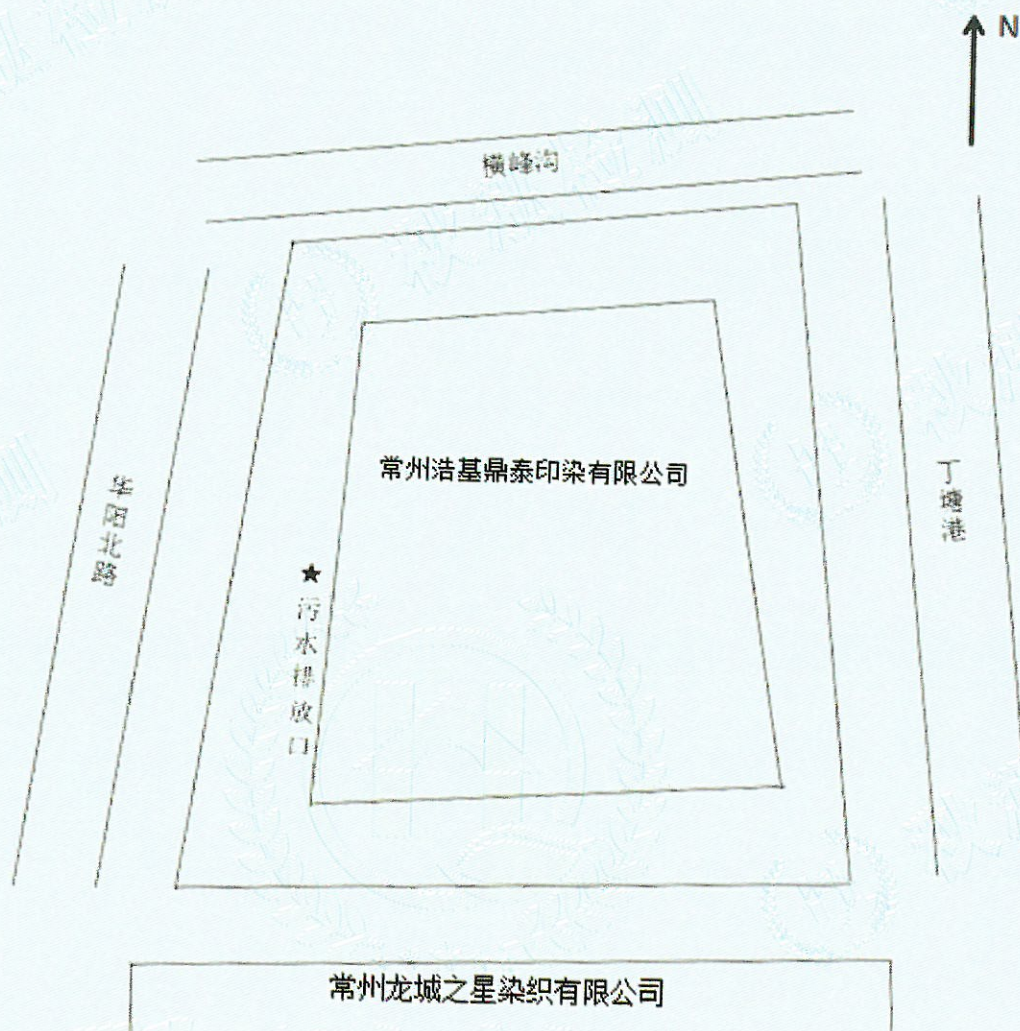 N
横峰沟
常州浩基鼎泰印染有限公司
华阳北路
丁塘港
★
污水排放口
常州龙城之星染织有限公司